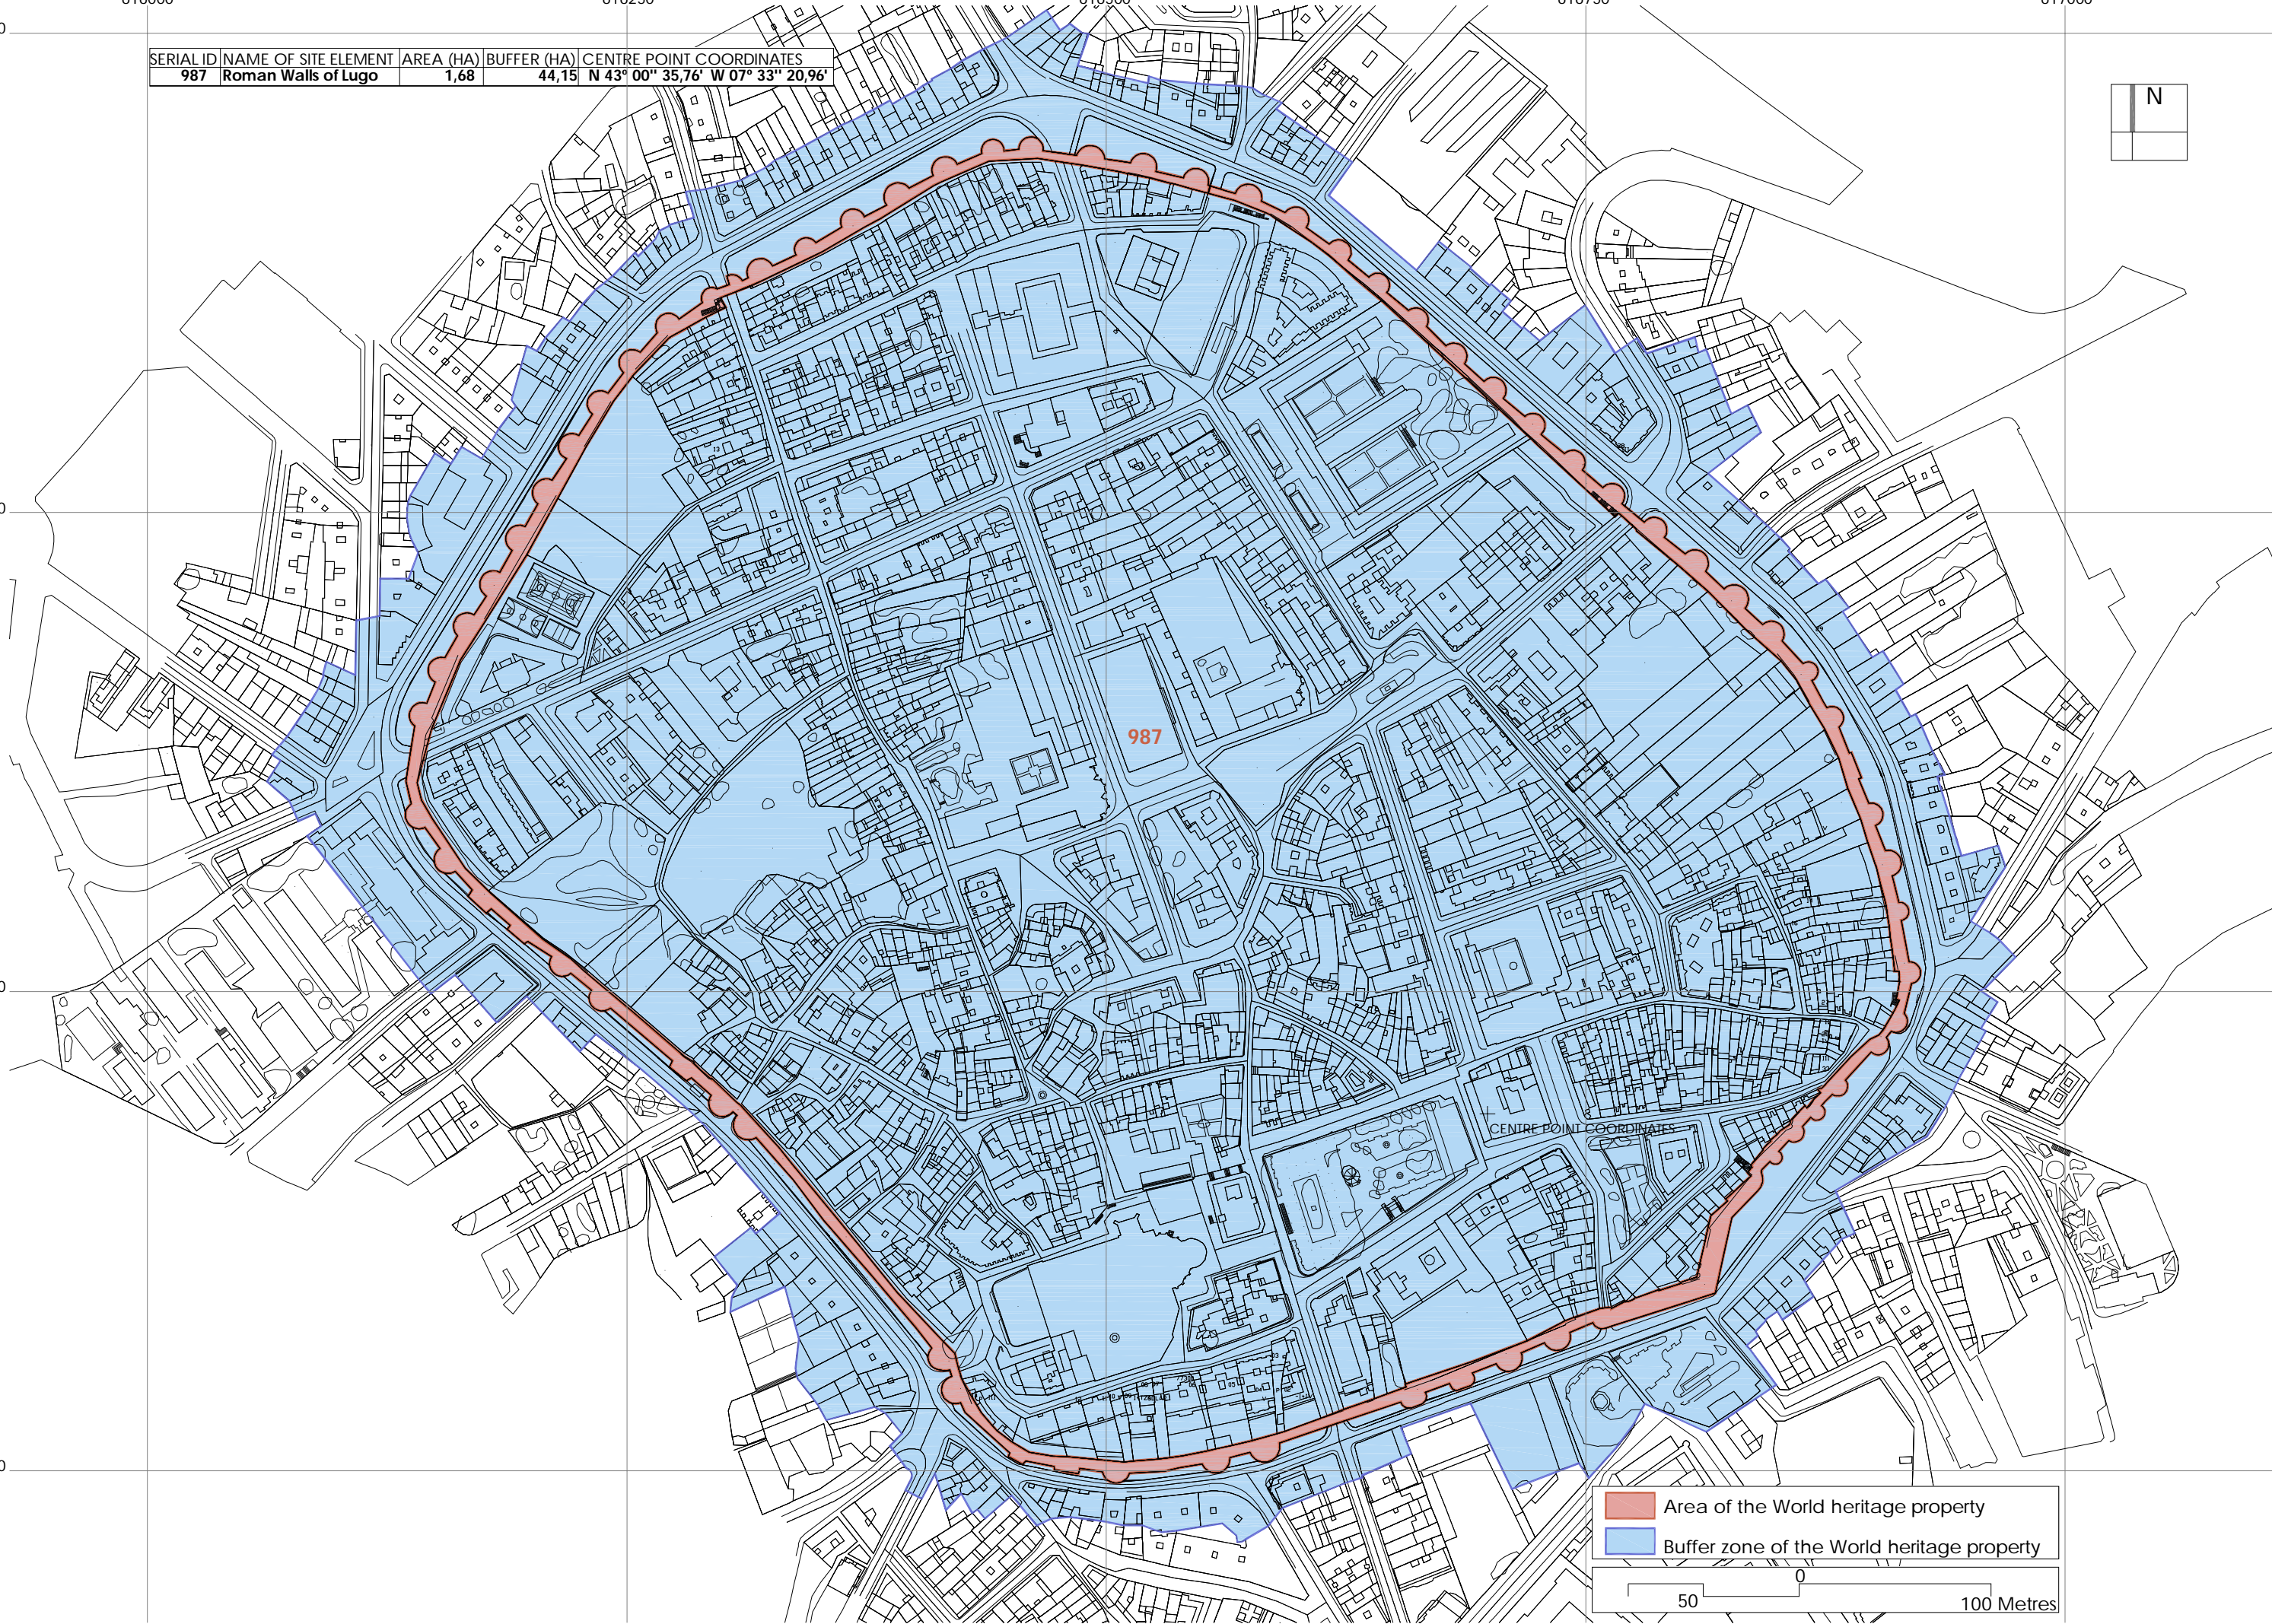 SERIAL ID NAME OF SITE ELEMENT AREA (HA) BUFFER (HA) CENTRE POINT COORDINATES
987 Roman Walls of Lugo 1,68 44,15 N 43º 00'' 35,76' W 07º 33'' 20,96'
N
987
CENTRE POINT COORDINATES
Area of the World heritage property
Buffer zone of the World heritage property
0
50 100 Metres